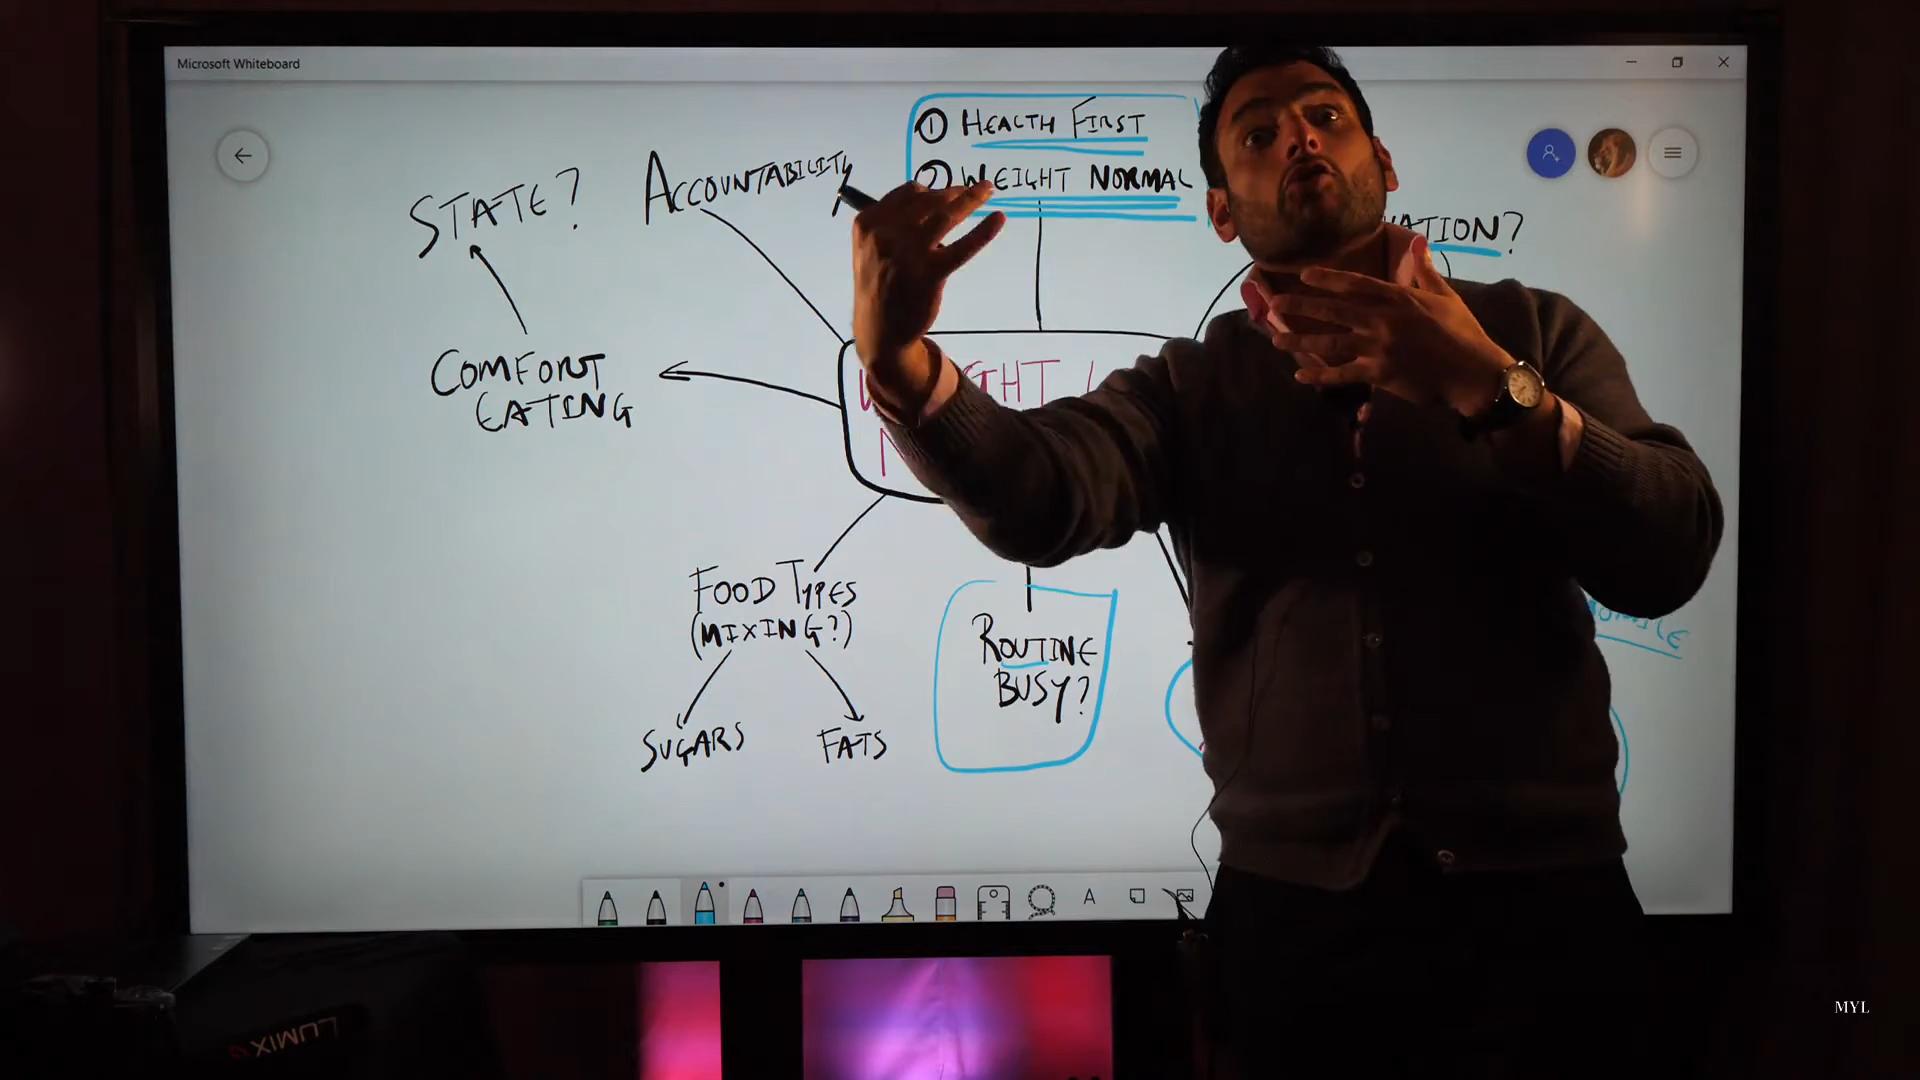 Microsoft Whiteboard
① HEALTH FIRST
② WEIGHT NORMAL
ACCOUNTABILITY
STATE?
COMFORT
EATING
FOOD TYPES
(MIXING?)
SUGARS
FATS
ROUTINE
BUSY?
A
LUMIX G
MYL